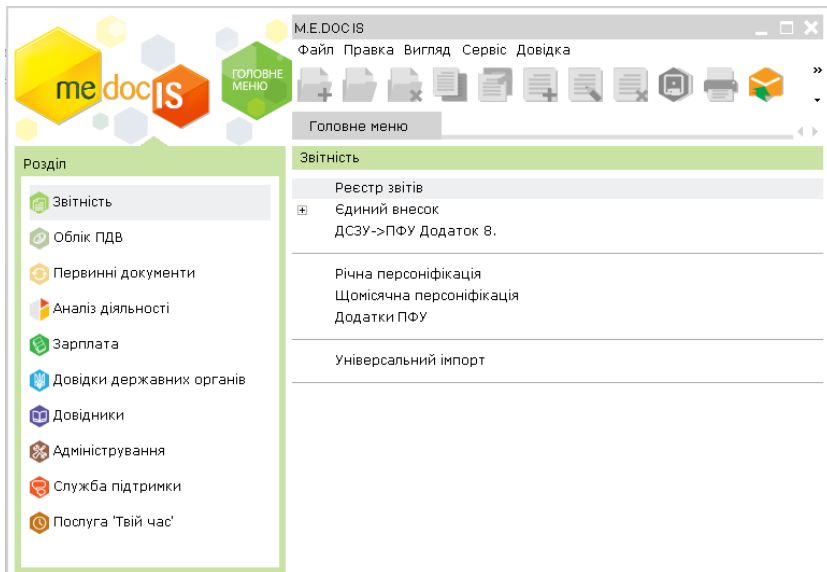 me doc IS
ГОЛОВНЕ
МЕНЮ
M.E.DOC IS
Файл Правка Вигляд Сервіс Довідка
»
Головне меню
Розділ
Звітність
Облік ПДВ
Первинні документи
Аналіз діяльності
Зарплата
Довідки державних органів
Довідники
Адміністрування
Служба підтримки
Послуга 'Твій час'
Звітність
Реєстр звітів
Єдиний внесок
ДСЗУ->ПФУ Додаток 8.
Річна персоніфікація
Щомісячна персоніфікація
Додатки ПФУ
Універсальний імпорт